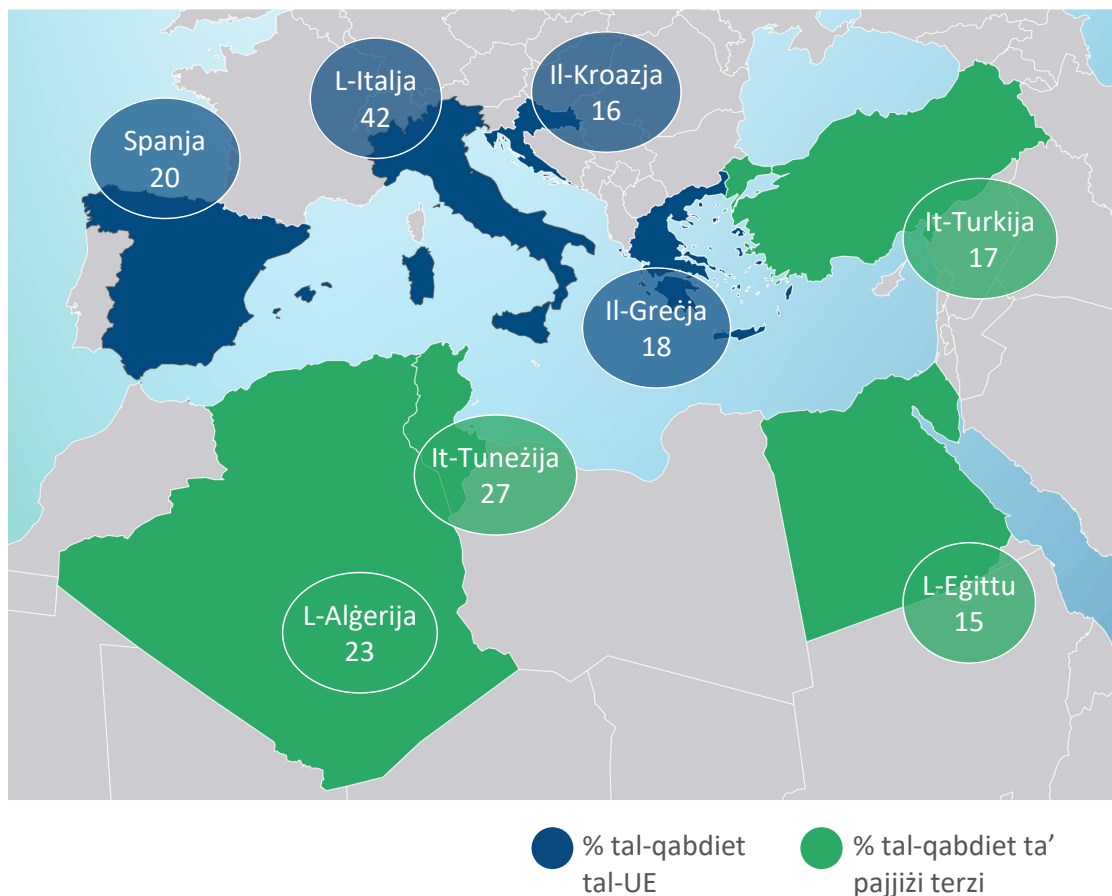 L-Italja
42
Il-Kroazja
16
Spanja
20
It-Turkija
17
Il-Greċja
18
It-Tuneżija
27
L-Eġittu
15
L-Alġerija
23
% tal-qabdiet
tal-UE
% tal-qabdiet ta’
pajjiżi terzi